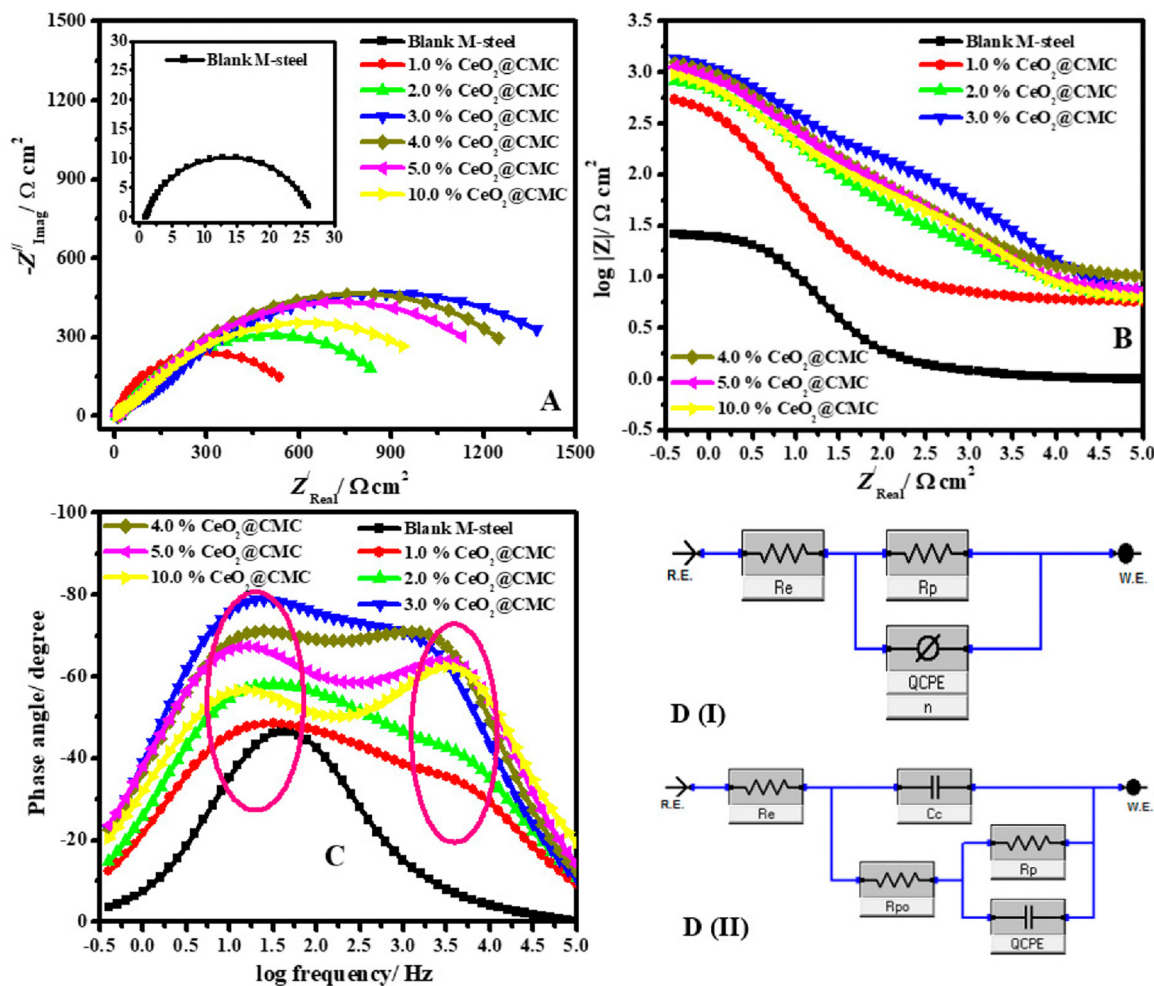 1500
1200
900
600
300
0
-Z//Imag/ Ω cm2
0 300 600 900 1200 1500
Z/Real/ Ω cm2
30
25
20
15
10
5
0
0 5 10 15 20 25 30
Blank M-steel
Blank M-steel
1.0 % CeO2@CMC
2.0 % CeO2@CMC
3.0 % CeO2@CMC
4.0 % CeO2@CMC
5.0 % CeO2@CMC
10.0 % CeO2@CMC
A
3.5
3.0
2.5
2.0
1.5
1.0
0.5
0.0
-0.5
log |Z|/ Ω cm2
-0.5 0.0 0.5 1.0 1.5 2.0 2.5 3.0 3.5 4.0 4.5 5.0
Z/Real/ Ω cm2
Blank M-steel
1.0 % CeO2@CMC
2.0 % CeO2@CMC
3.0 % CeO2@CMC
4.0 % CeO2@CMC
5.0 % CeO2@CMC
10.0 % CeO2@CMC
B
-100
-80
-60
-40
-20
0
Phase angle/ degree
-0.5 0.0 0.5 1.0 1.5 2.0 2.5 3.0 3.5 4.0 4.5 5.0
log frequency/ Hz
4.0 % CeO2@CMC
5.0 % CeO2@CMC
10.0 % CeO2@CMC
Blank M-steel
1.0 % CeO2@CMC
2.0 % CeO2@CMC
3.0 % CeO2@CMC
C
R.E.
Re
Rp
W.E.
QCPE
n
D (I)
R.E.
Re
Cc
W.E.
Rp
Rpo
QCPE
D (II)